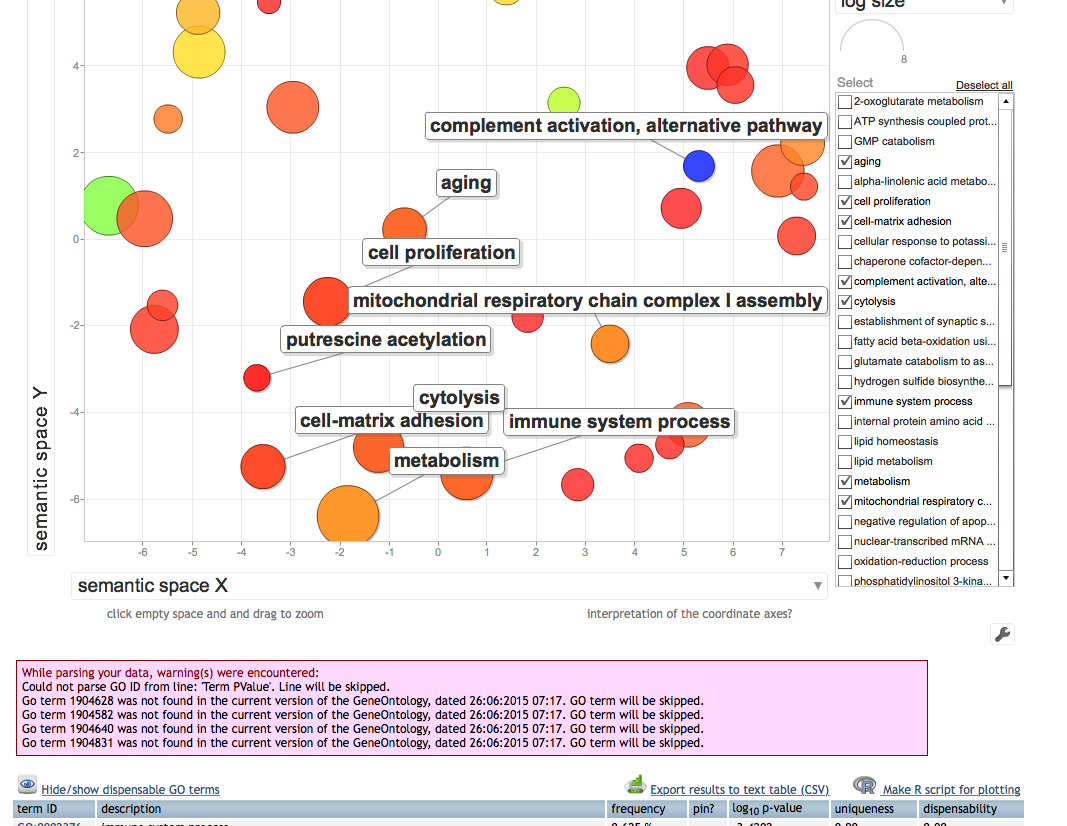 log size
8
Select
Deselect all
2-oxoglutarate metabolism
ATP synthesis coupled prot...
GMP catabolism
aging
alpha-linolenic acid metabo...
cell proliferation
cell-matrix adhesion
cellular response to potassi...
chaperone cofactor-depen...
complement activation, alte...
cytolysis
establishment of synaptic s...
fatty acid beta-oxidation usi...
glutamate catabolism to as...
hydrogen sulfide biosynthe...
immune system process
internal protein amino acid ...
lipid homeostasis
lipid metabolism
metabolism
mitochondrial respiratory c...
negative regulation of apop...
nuclear-transcribed mRNA ...
oxidation-reduction process
phosphatidylinositol 3-kina...
semantic space Y
4
2
0
-2
-4
-6
complement activation, alternative pathway
aging
cell proliferation
mitochondrial respiratory chain complex I assembly
putrescine acetylation
cytolysis
cell-matrix adhesion
immune system process
metabolism
-6 -5 -4 -3 -2 -1 0 1 2 3 4 5 6 7
semantic space X
click empty space and and drag to zoom
interpretation of the coordinate axes?
While parsing your data, warning(s) were encountered:
Could not parse GO ID from line: 'Term PValue'. Line will be skipped.
Go term 1904628 was not found in the current version of the GeneOntology, dated 26:06:2015 07:17. GO term will be skipped.
Go term 1904582 was not found in the current version of the GeneOntology, dated 26:06:2015 07:17. GO term will be skipped.
Go term 1904640 was not found in the current version of the GeneOntology, dated 26:06:2015 07:17. GO term will be skipped.
Go term 1904831 was not found in the current version of the GeneOntology, dated 26:06:2015 07:17. GO term will be skipped.
Hide/show dispensable GO terms
Export results to text table (CSV)
R
Make R script for plotting
term ID description frequency pin? log10 p-value uniqueness dispensability
immune system process